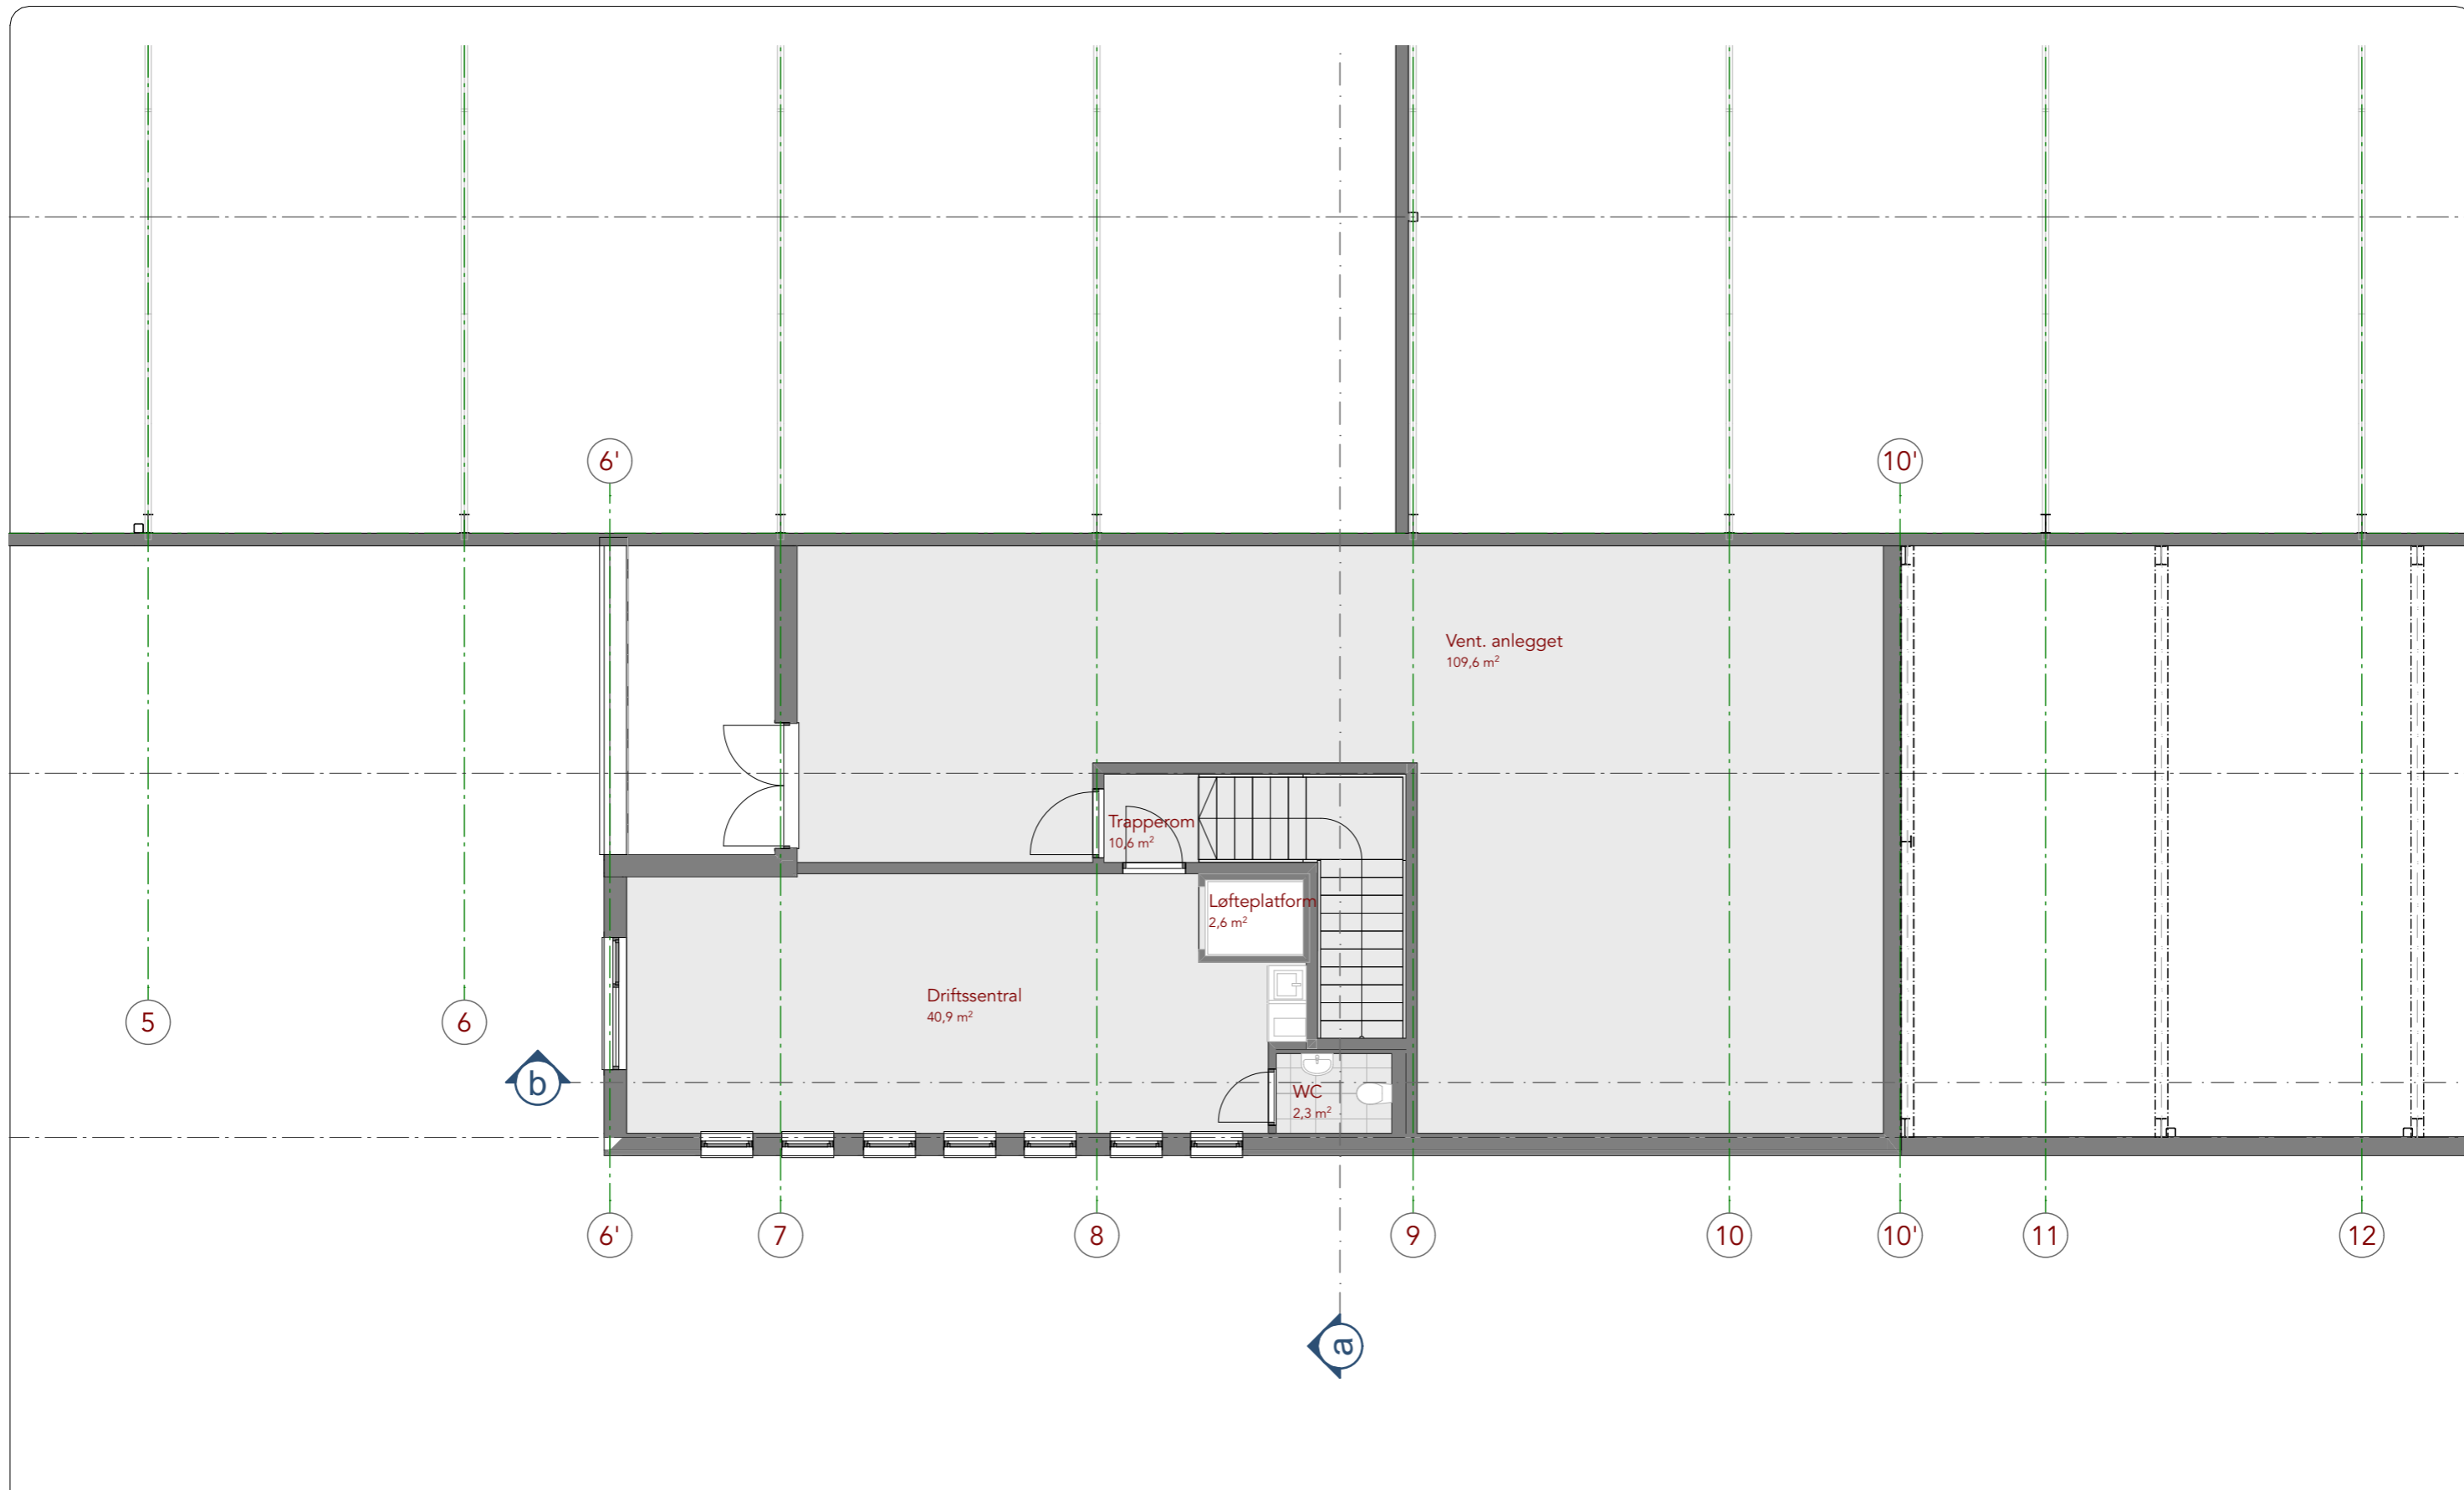 6'
10'
Vent. anlegget
109,6 m²
Trapperom
10,6 m²
Løfteplatform
2,6 m²
Driftssentral
40,9 m²
5
6
b
WC
2,3 m²
6'
7
8
9
10
10'
11
12
a